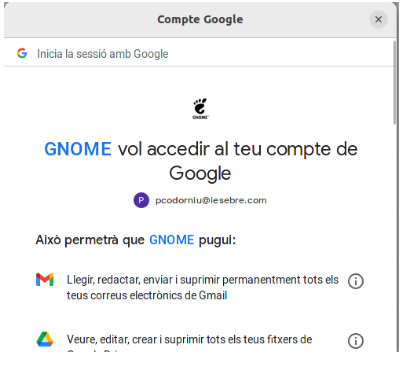 Compte Google
Inicia la sessió amb Google
GNOME
GNOME vol accedir al teu compte de
Google
P pcodorniu@iesebre.com
Això permetrà que GNOME pugui:
Llegir, redactar, enviar i suprimir permanentment tots els
teus correus electrònics de Gmail
Veure, editar, crear i suprimir tots els teus fitxers de